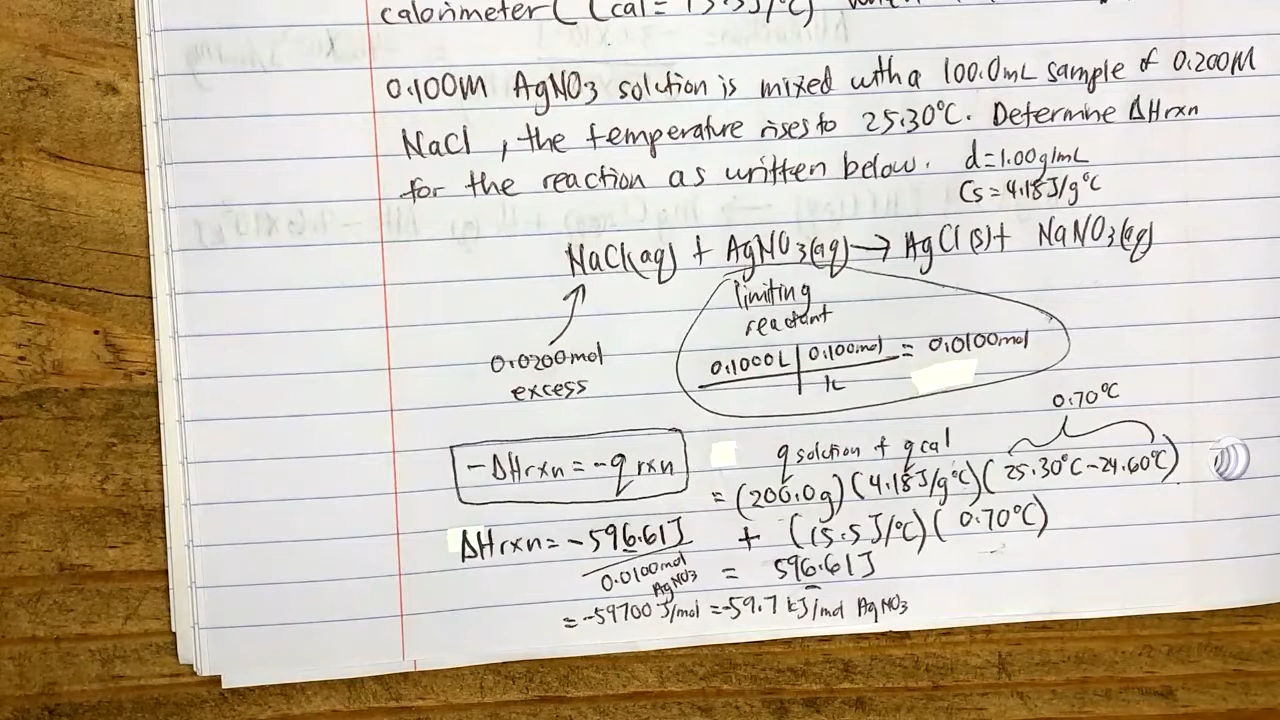 calorimeter ( Ccal = 15.5J/°C)
0.100M AgNO3 solution is mixed with a 100.0mL sample of 0.200M
NaCl, the temperature rises to 25.30°C. Determine ΔHrxn
for the reaction as written below. d=1.00g/mL
Cs=4.18J/g°C
NaCl(aq) + AgNO3(aq) → AgCl(s) + NaNO3(aq)
limiting
reactant
0.1000L | 0.100mol = 0.0100mol
1L
0.0200mol
excess
0.70°C
-ΔHrxn = -qrxn
qsolution + qcal
= (200.0g)(4.18J/g°C)(25.30°C-24.60°C)
+ (15.5J/°C)(0.70°C)
= 596.61J
ΔHrxn = -596.61J
0.0100mol
AgNO3
= -59700 J/mol = -59.7 kJ/mol AgNO3